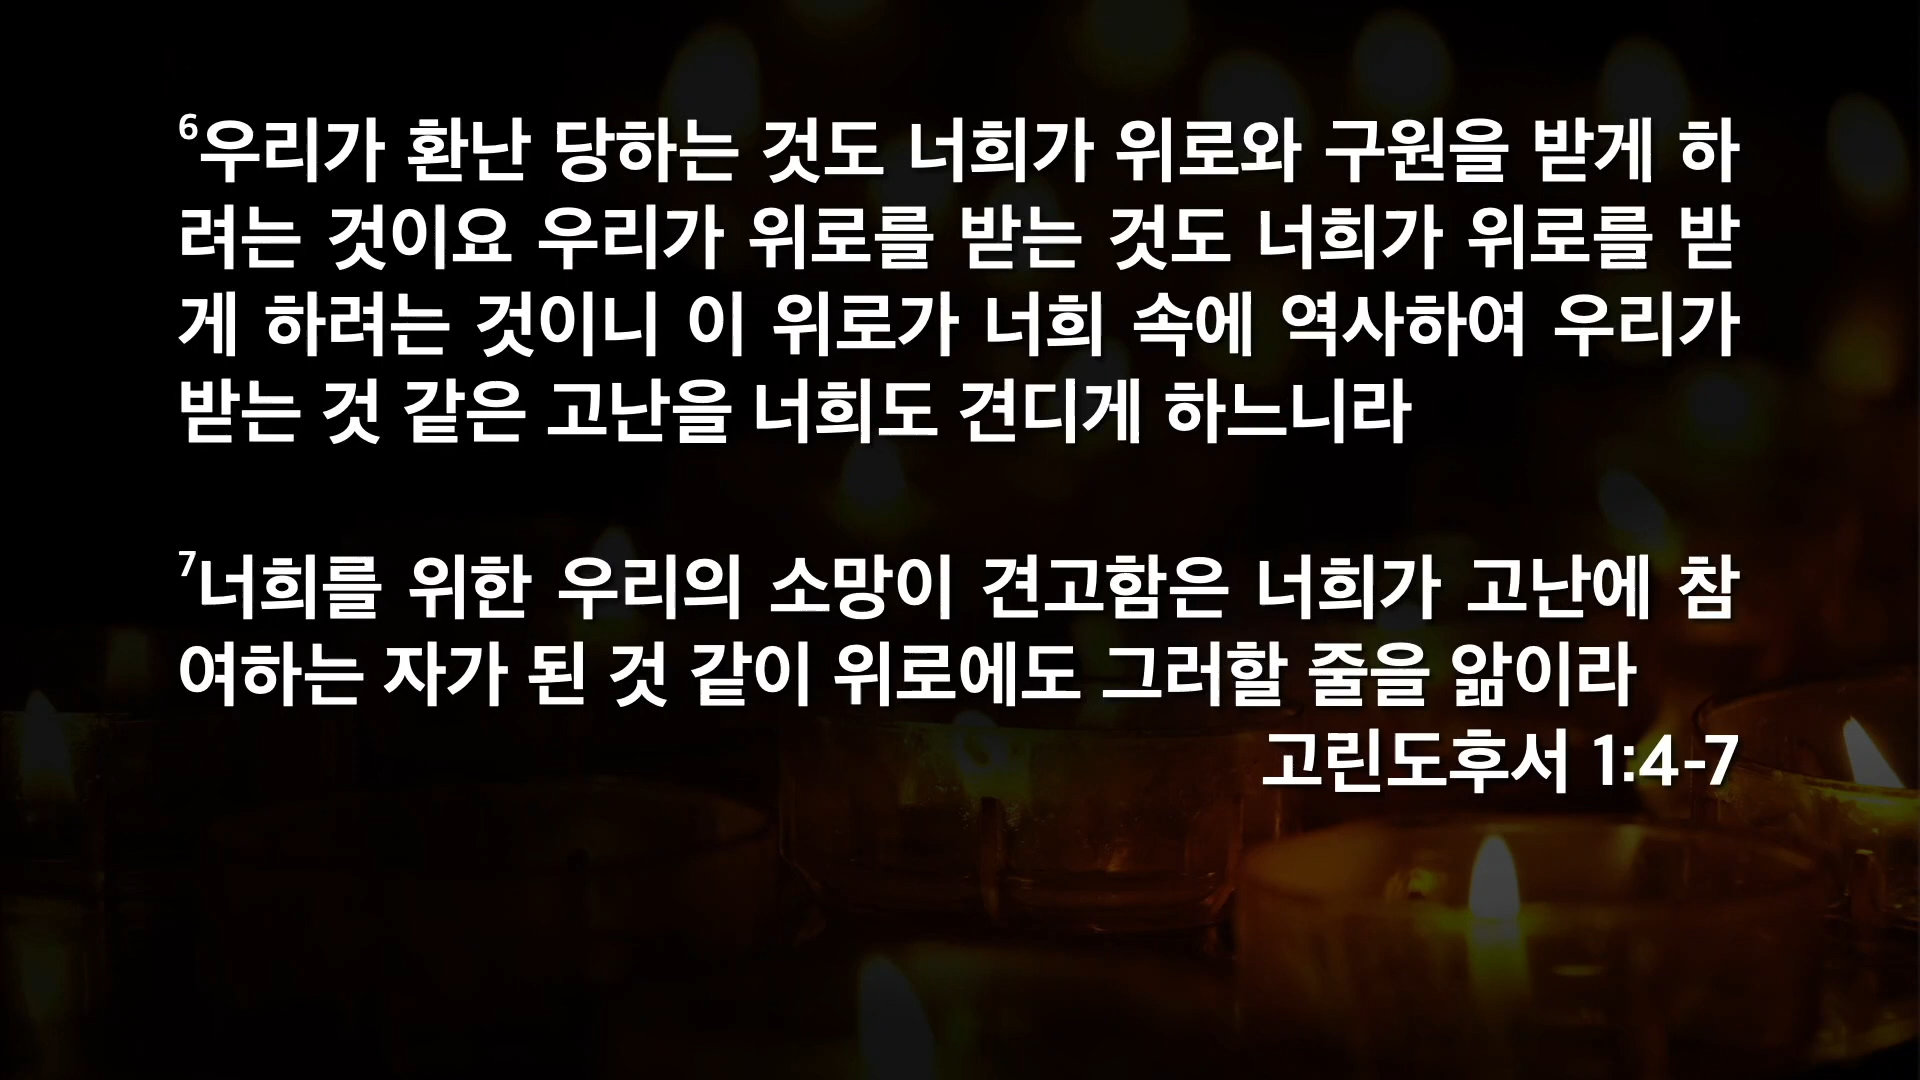 ⁶우리가 환난 당하는 것도 너희가 위로와 구원을 받게 하
려는 것이요 우리가 위로를 받는 것도 너희가 위로를 받
게 하려는 것이니 이 위로가 너희 속에 역사하여 우리가
받는 것 같은 고난을 너희도 견디게 하느니라
⁷너희를 위한 우리의 소망이 견고함은 너희가 고난에 참
여하는 자가 된 것 같이 위로에도 그러할 줄을 앎이라
고린도후서 1:4-7